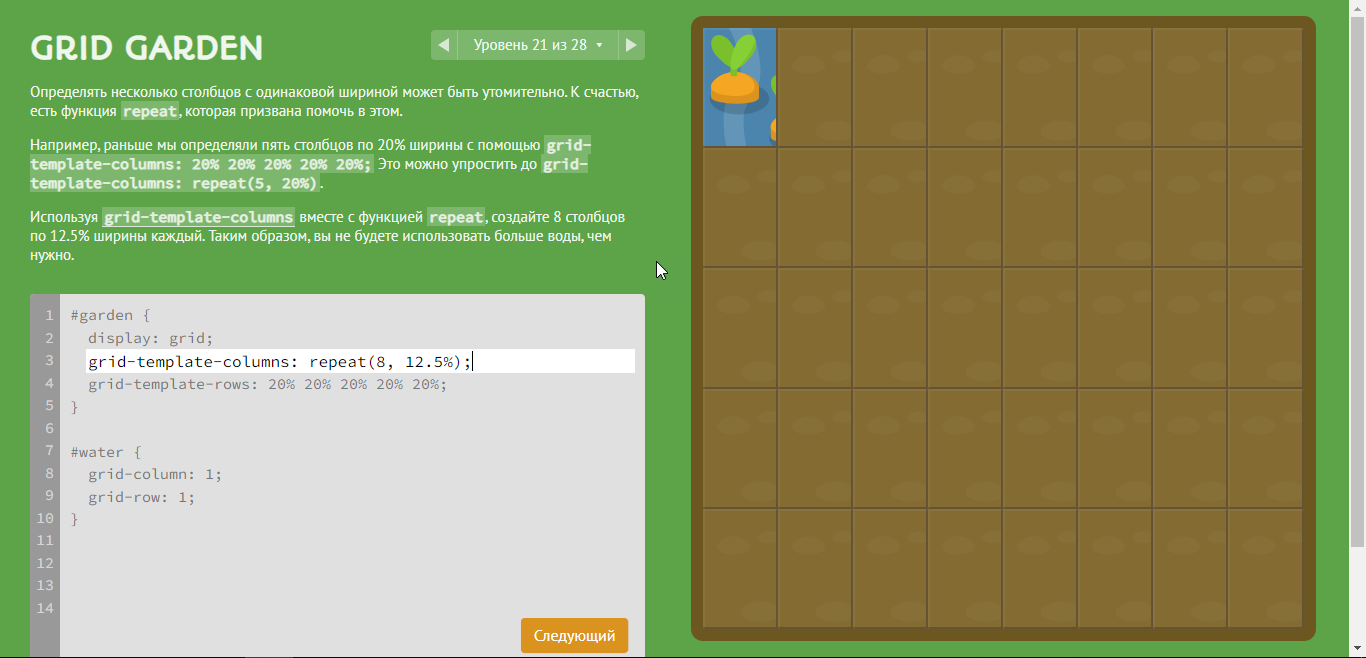 GRID GARDEN
Уровень 21 из 28
Определять несколько столбцов с одинаковой шириной может быть утомительно. К счастью,
есть функция repeat, которая призвана помочь в этом.
Например, раньше мы определяли пять столбцов по 20% ширины с помощью grid-
template-columns: 20% 20% 20% 20% 20%; Это можно упростить до grid-
template-columns: repeat(5, 20%).
Используя grid-template-columns вместе с функцией repeat, создайте 8 столбцов
по 12.5% ширины каждый. Таким образом, вы не будете использовать больше воды, чем
нужно.
1 #garden {
2 display: grid;
3 grid-template-columns: repeat(8, 12.5%);
4 grid-template-rows: 20% 20% 20% 20% 20%;
5 }
6
7 #water {
8 grid-column: 1;
9 grid-row: 1;
10 }
11
12
13
14
Следующий